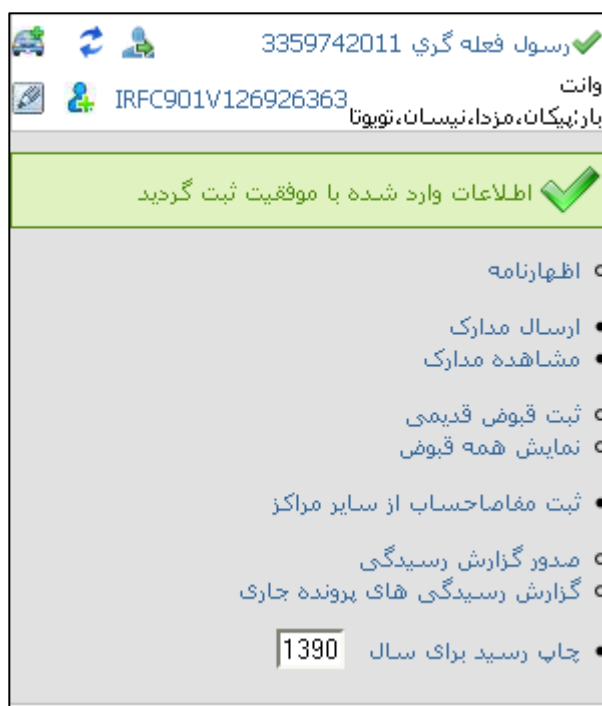 رسول فعله گري 3359742011
وانت
بار:پیکان،مزدا،نیسان،تویوتا
IRFC901V126926363
اطلاعات وارد شده با موفقیت ثبت گردید
اظهارنامه
ارسال مدارک
مشاهده مدارک
ثبت قبوض قدیمی
نمایش همه قبوض
ثبت مفاصاحساب از سایر مراکز
صدور گزارش رسیدگی
گزارش رسیدگی های پرونده جاری
چاپ رسید برای سال 1390